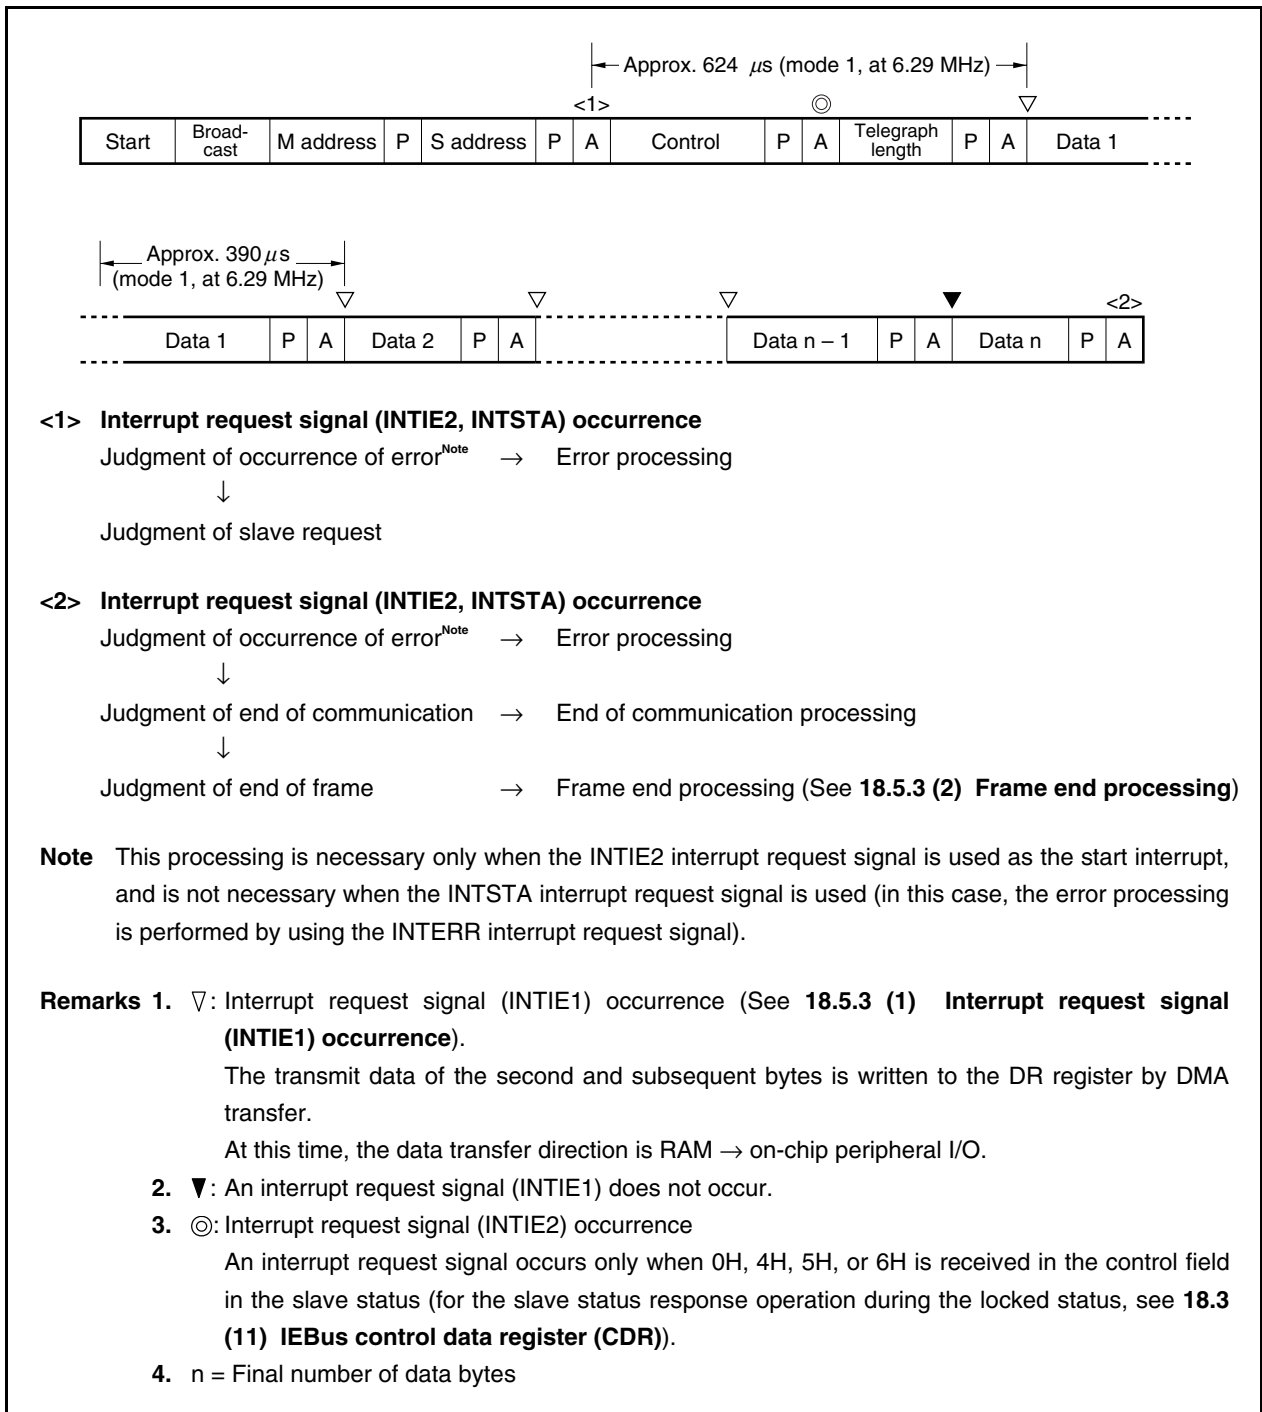 Approx. 624 μs (mode 1, at 6.29 MHz)
<1> ◎ ▽
Start Broad-cast M address P S address P A Control P A Telegraph length P A Data 1
Approx. 390 μs
(mode 1, at 6.29 MHz)
▽ ▽ ▽ ▼ <2>
Data 1 P A Data 2 P A Data n – 1 P A Data n P A
<1> Interrupt request signal (INTIE2, INTSTA) occurrence
Judgment of occurrence of error Note → Error processing
↓
Judgment of slave request
<2> Interrupt request signal (INTIE2, INTSTA) occurrence
Judgment of occurrence of error Note → Error processing
↓
Judgment of end of communication → End of communication processing
↓
Judgment of end of frame → Frame end processing (See 18.5.3 (2) Frame end processing)
Note This processing is necessary only when the INTIE2 interrupt request signal is used as the start interrupt,
and is not necessary when the INTSTA interrupt request signal is used (in this case, the error processing
is performed by using the INTERR interrupt request signal).
Remarks 1. ▽: Interrupt request signal (INTIE1) occurrence (See 18.5.3 (1) Interrupt request signal
(INTIE1) occurrence).
The transmit data of the second and subsequent bytes is written to the DR register by DMA
transfer.
At this time, the data transfer direction is RAM → on-chip peripheral I/O.
2. ▼: An interrupt request signal (INTIE1) does not occur.
3. ◎: Interrupt request signal (INTIE2) occurrence
An interrupt request signal occurs only when 0H, 4H, 5H, or 6H is received in the control field
in the slave status (for the slave status response operation during the locked status, see 18.3
(11) IEBus control data register (CDR)).
4. n = Final number of data bytes